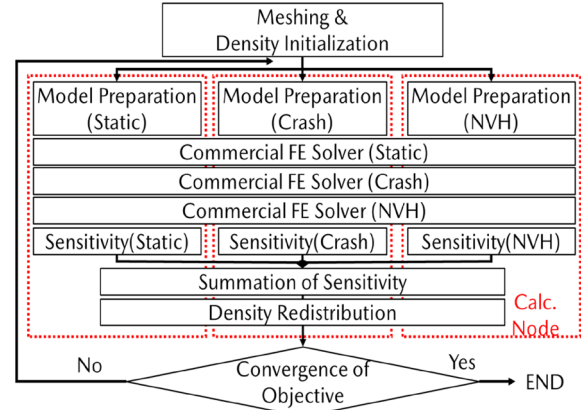 Meshing &
Density Initialization
Model Preparation
(Static)
Model Preparation
(Crash)
Model Preparation
(NVH)
Commercial FE Solver (Static)
Commercial FE Solver (Crash)
Commercial FE Solver (NVH)
Sensitivity(Static)
Sensitivity(Crash)
Sensitivity(NVH)
Summation of Sensitivity
Density Redistribution
Calc.
Node
No
Convergence of
Objective
Yes
END